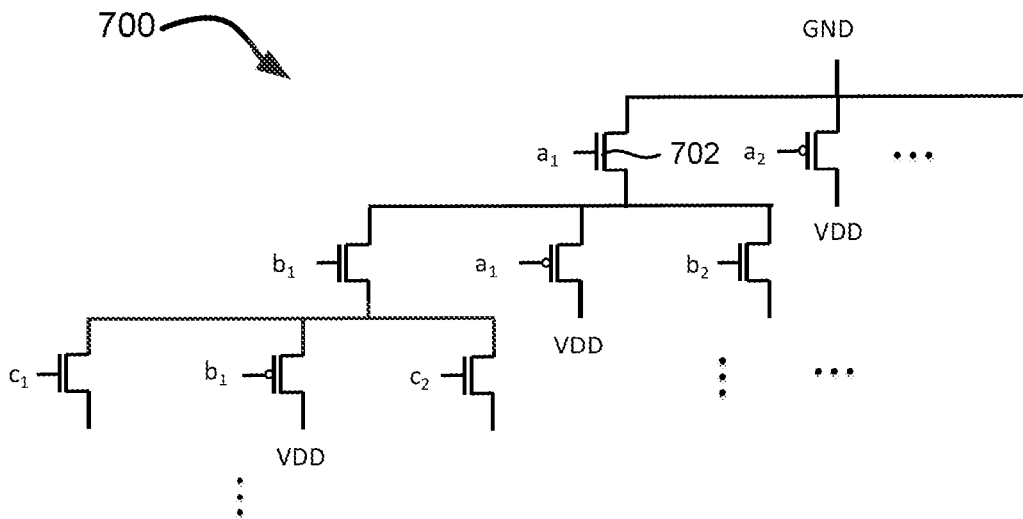 700
GND
a₁
702
a₂
•••
VDD
b₁
a₁
b₂
VDD
c₁
b₁
c₂
VDD